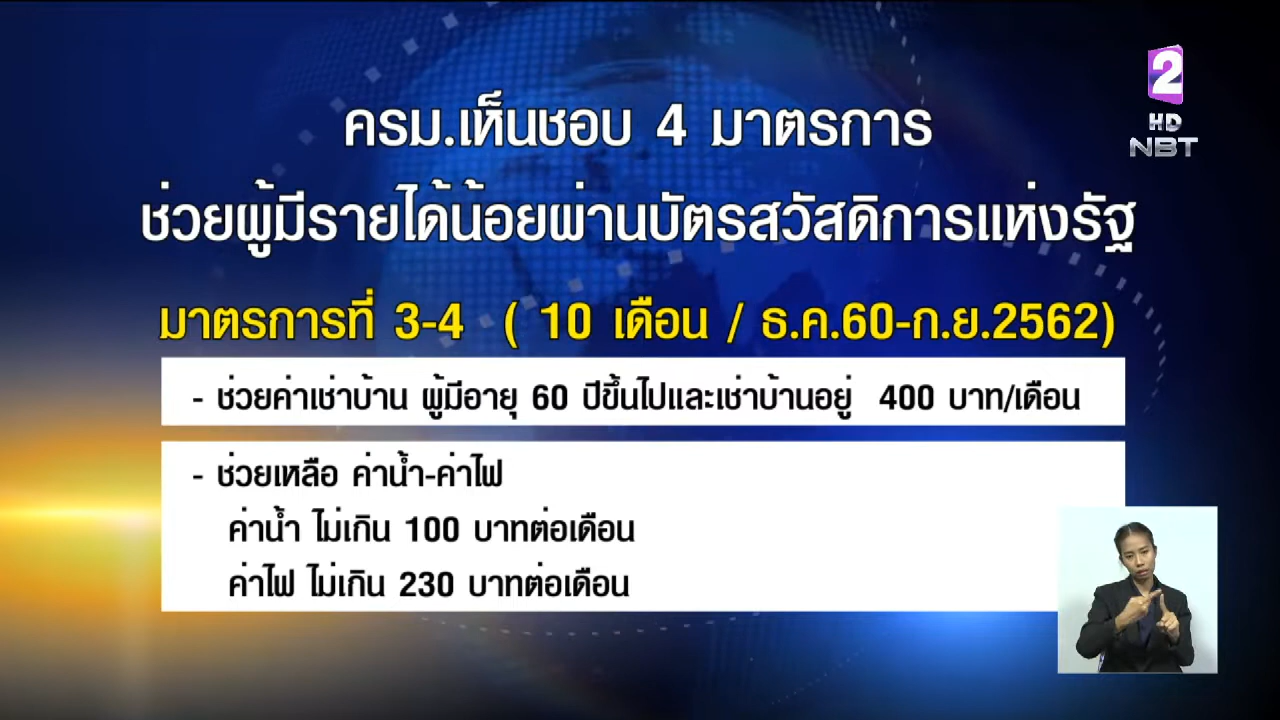 ครม.เห็นชอบ 4 มาตรการ
ช่วยผู้มีรายได้น้อยผ่านบัตรสวัสดิการแห่งรัฐ
มาตรการที่ 3-4 ( 10 เดือน / ธ.ค.60-ก.ย.2562)
- ช่วยค่าเช่าบ้าน ผู้มีอายุ 60 ปีขึ้นไปและเช่าบ้านอยู่ 400 บาท/เดือน
- ช่วยเหลือ ค่าน้ำ-ค่าไฟ
ค่าน้ำ ไม่เกิน 100 บาทต่อเดือน
ค่าไฟ ไม่เกิน 230 บาทต่อเดือน
2
HD
NBT